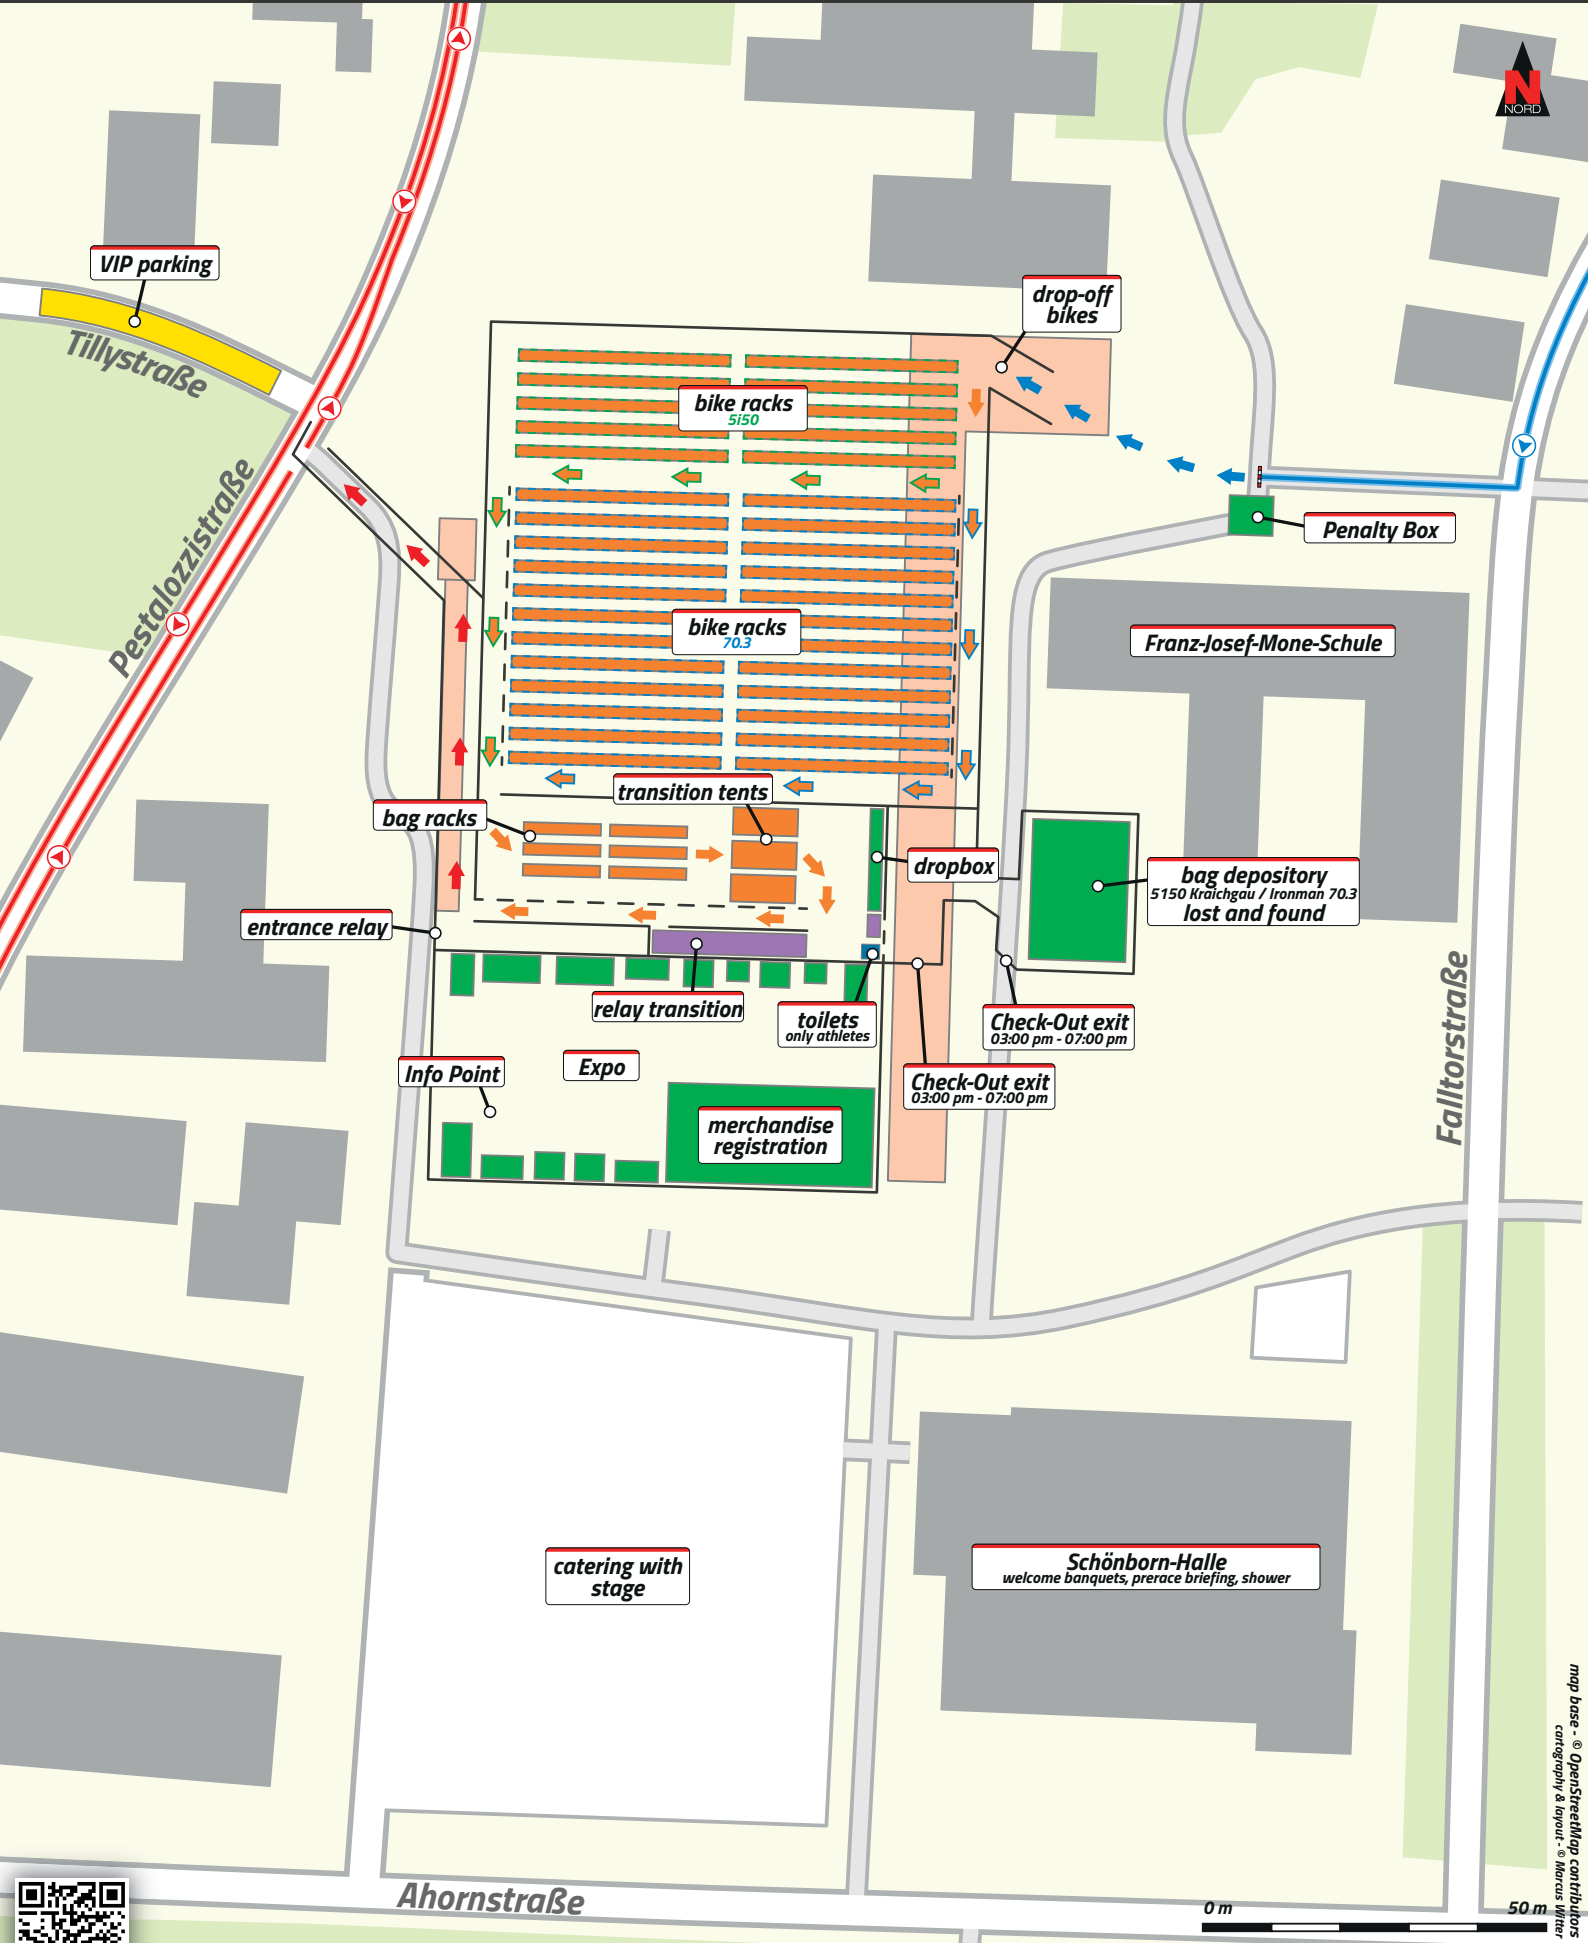 N
NORD
VIP parking
Tillystraße
drop-off
bikes
bike racks
5i50
Penalty Box
Pestalozzistraße
bike racks
70.3
Franz-Josef-Mone-Schule
transition tents
bag racks
dropbox
bag depository
5150 Kraichgau / Ironman 70.3
lost and found
entrance relay
relay transition
toilets
only athletes
Check-Out exit
03:00 pm - 07:00 pm
Falltorstraße
Info Point
Expo
Check-Out exit
03:00 pm - 07:00 pm
merchandise
registration
catering with
stage
Schönborn-Halle
welcome banquets, prerace briefing, shower
Ahornstraße
0 m
50 m
map base - © OpenStreetMap contributors
cartography & layout - © Marcus Witter